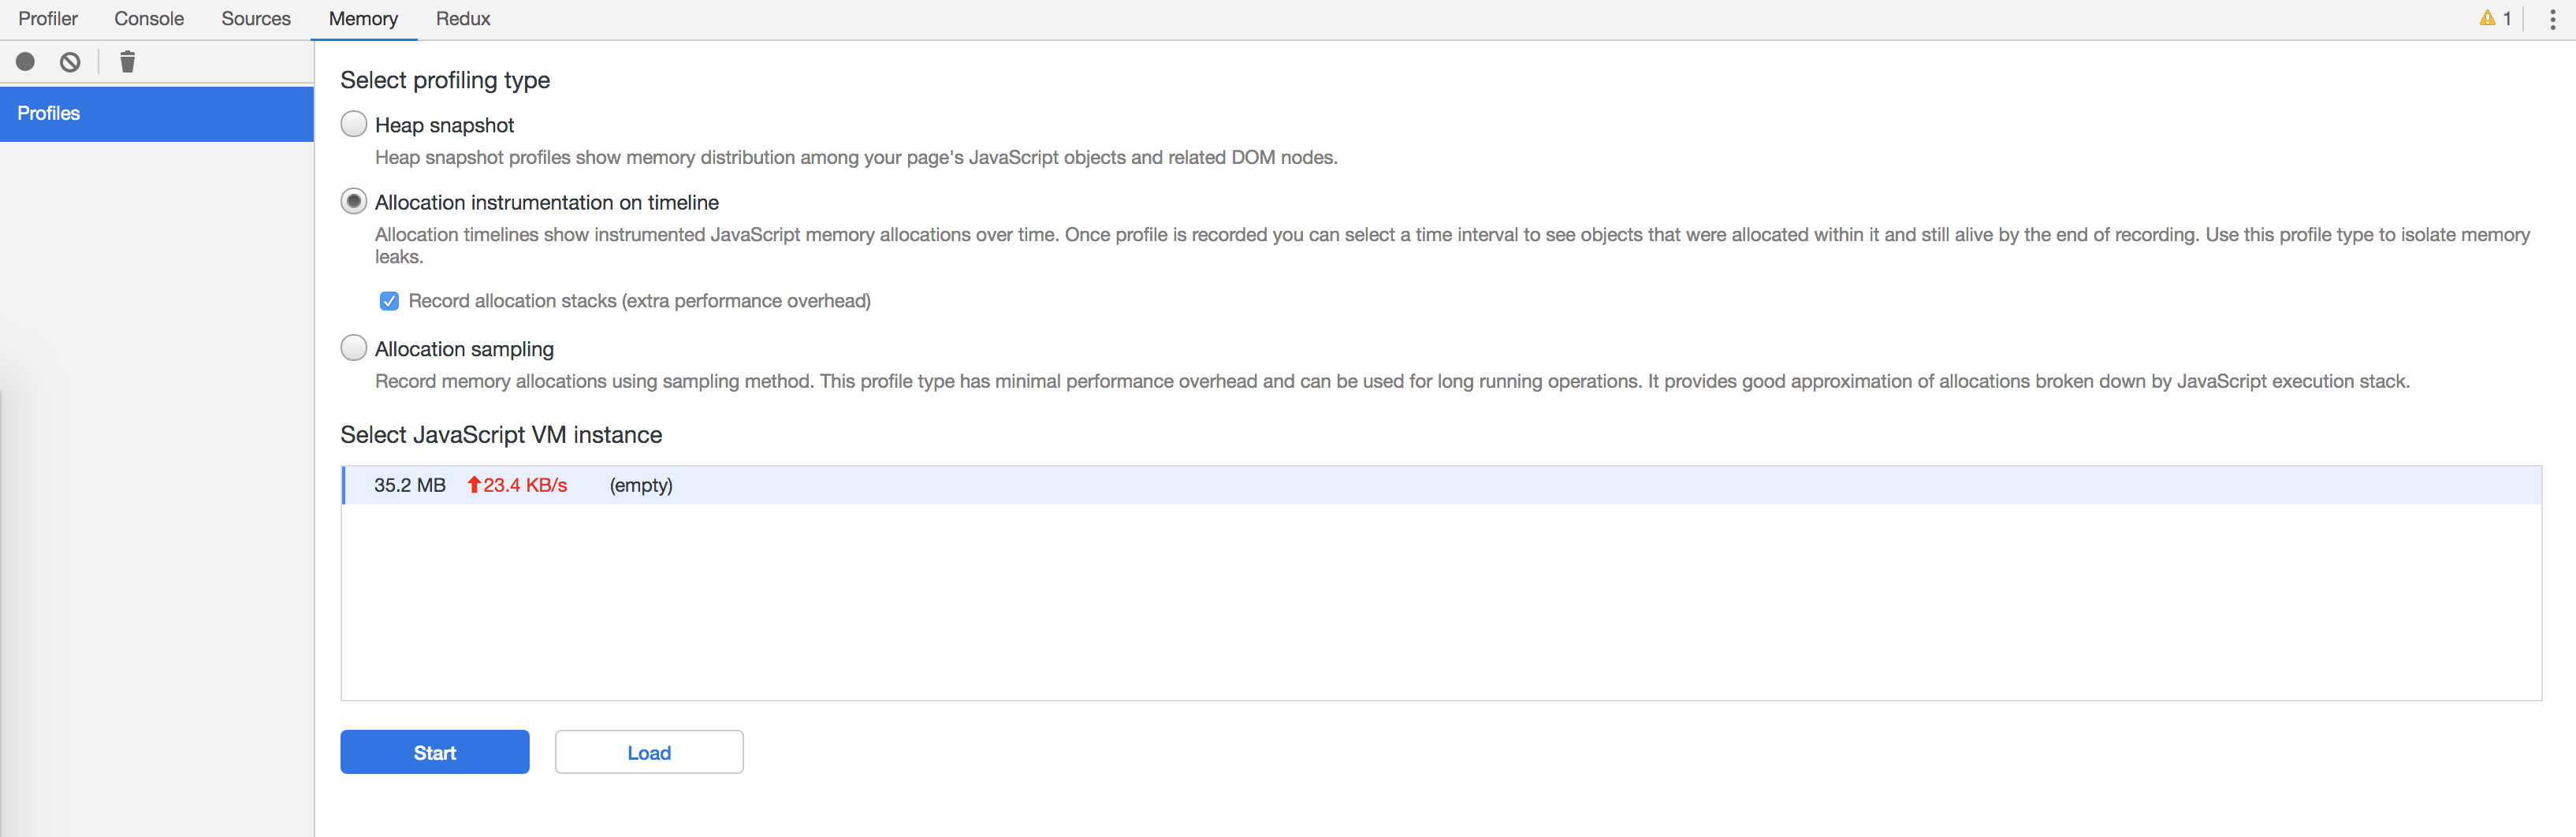 Profiler Console Sources Memory Redux 1
Profiles
Select profiling type
Heap snapshot
Heap snapshot profiles show memory distribution among your page's JavaScript objects and related DOM nodes.
Allocation instrumentation on timeline
Allocation timelines show instrumented JavaScript memory allocations over time. Once profile is recorded you can select a time interval to see objects that were allocated within it and still alive by the end of recording. Use this profile type to isolate memory
leaks.
Record allocation stacks (extra performance overhead)
Allocation sampling
Record memory allocations using sampling method. This profile type has minimal performance overhead and can be used for long running operations. It provides good approximation of allocations broken down by JavaScript execution stack.
Select JavaScript VM instance
35.2 MB 23.4 KB/s (empty)
Start Load